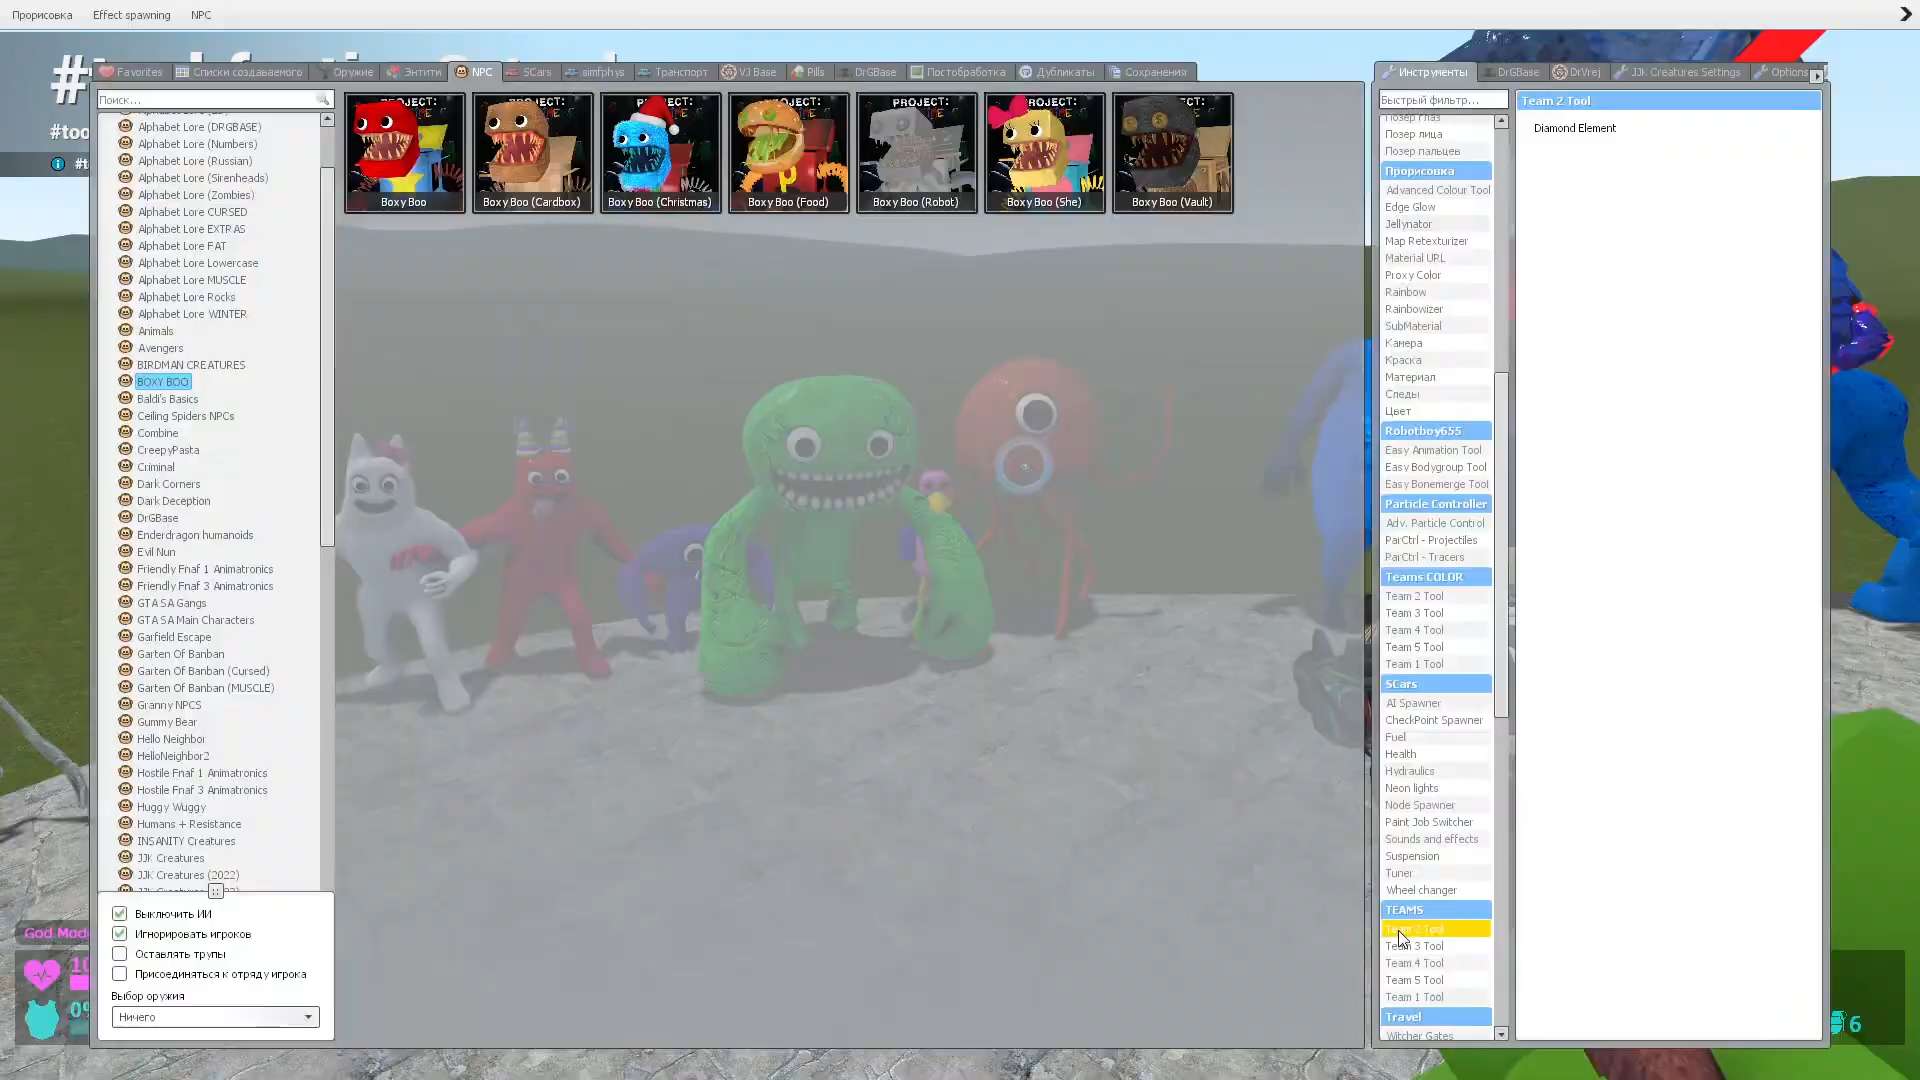 Прорисовка
Effect spawning
NPC
Favorites
Списки создаваемого
Оружие
Энтити
NPC
SCars
simfphys
Транспорт
VJ Base
Pills
DrGBase
Постобработка
Дубликаты
Сохранения
Поиск...
Alphabet Lore (DRGBASE)
Alphabet Lore (Numbers)
Alphabet Lore (Russian)
Alphabet Lore (Sirenheads)
Alphabet Lore (Zombies)
Alphabet Lore CURSED
Alphabet Lore EXTRAS
Alphabet Lore FAT
Alphabet Lore Lowercase
Alphabet Lore MUSCLE
Alphabet Lore Rocks
Alphabet Lore WINTER
Animals
Avengers
BIRDMAN CREATURES
BOXY BOO
Baldi's Basics
Ceiling Spiders NPCs
Combine
CreepyPasta
Criminal
Dark Corners
Dark Deception
DrGBase
Enderdragon humanoids
Evil Nun
Friendly Fnaf 1 Animatronics
Friendly Fnaf 3 Animatronics
GTA SA Gangs
GTA SA Main Characters
Garfield Escape
Garten Of Banban
Garten Of Banban (Cursed)
Garten Of Banban (MUSCLE)
Granny NPCS
Gummy Bear
Hello Neighbor
HelloNeighbor2
Hostile Fnaf 1 Animatronics
Hostile Fnaf 3 Animatronics
Huggy Wuggy
Humans + Resistance
INSANITY Creatures
JJK Creatures
JJK Creatures (2022)
Выключить ИИ
Игнорировать игроков
Оставлять трупы
Присоединяться к отряду игрока
Выбор оружия
Ничего
Boxy Boo
Boxy Boo (Cardbox)
Boxy Boo (Christmas)
Boxy Boo (Food)
Boxy Boo (Robot)
Boxy Boo (She)
Boxy Boo (Vault)
Инструменты
DrGBase
DrVrej
JJK Creatures Settings
Options
Быстрый фильтр...
Позер глаз
Позер лица
Позер пальцев
Прорисовка
Advanced Colour Tool
Edge Glow
Jellynator
Map Retexturizer
Material URL
Proxy Color
Rainbow
Rainbowizer
SubMaterial
Камера
Краска
Материал
Следы
Цвет
Robotboy655
Easy Animation Tool
Easy Bodygroup Tool
Easy Bonemerge Tool
Particle Controller
Adv. Particle Control
ParCtrl - Projectiles
ParCtrl - Tracers
Teams COLOR
Team 2 Tool
Team 3 Tool
Team 4 Tool
Team 5 Tool
Team 1 Tool
SCars
AI Spawner
CheckPoint Spawner
Fuel
Health
Hydraulics
Neon lights
Node Spawner
Paint Job Switcher
Sounds and effects
Suspension
Tuner
Wheel changer
TEAMS
Team 2 Tool
Team 3 Tool
Team 4 Tool
Team 5 Tool
Team 1 Tool
Travel
Witcher Gates
Team 2 Tool
Diamond Element
God Mode
10
0%
6